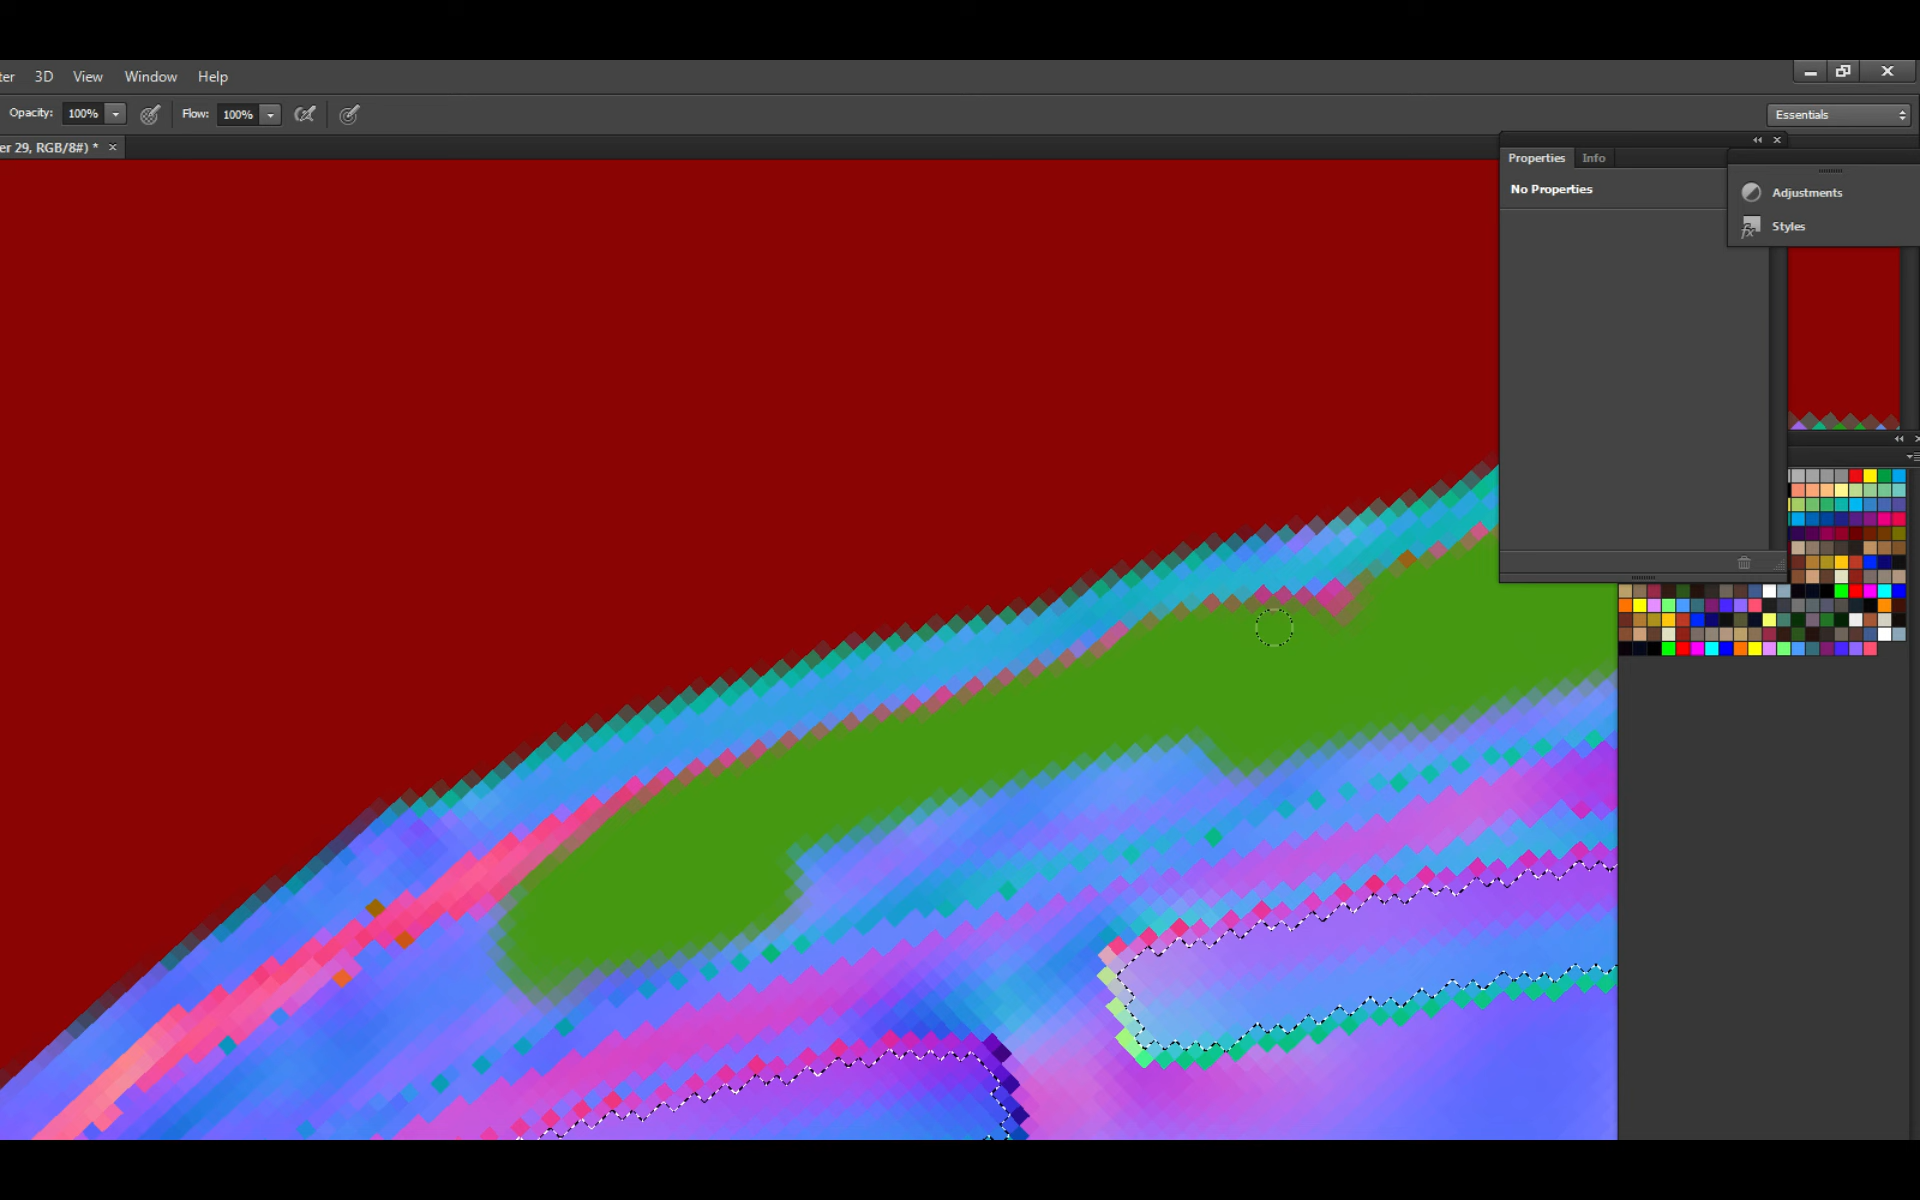 ter 3D View Window Help
Opacity: 100% Flow: 100% Essentials
er 29, RGB/8#) * ×
Properties Info
No Properties
Adjustments
Styles